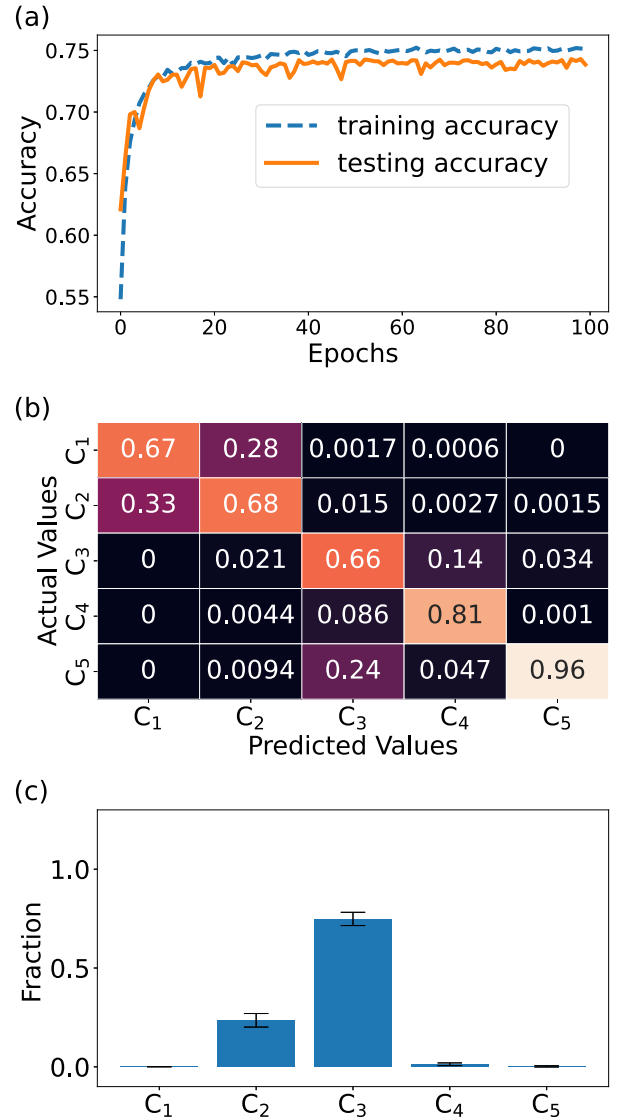 (a)
0.75
0.70
0.65
0.60
0.55
Accuracy
training accuracy
testing accuracy
0 20 40 60 80 100
Epochs
(b)
Actual Values
C₁ 0.67 0.28 0.0017 0.0006 0
C₂ 0.33 0.68 0.015 0.0027 0.0015
C₃ 0 0.021 0.66 0.14 0.034
C₄ 0 0.0044 0.086 0.81 0.001
C₅ 0 0.0094 0.24 0.047 0.96
C₁ C₂ C₃ C₄ C₅
Predicted Values
(c)
1.0
0.5
0.0
Fraction
C₁ C₂ C₃ C₄ C₅